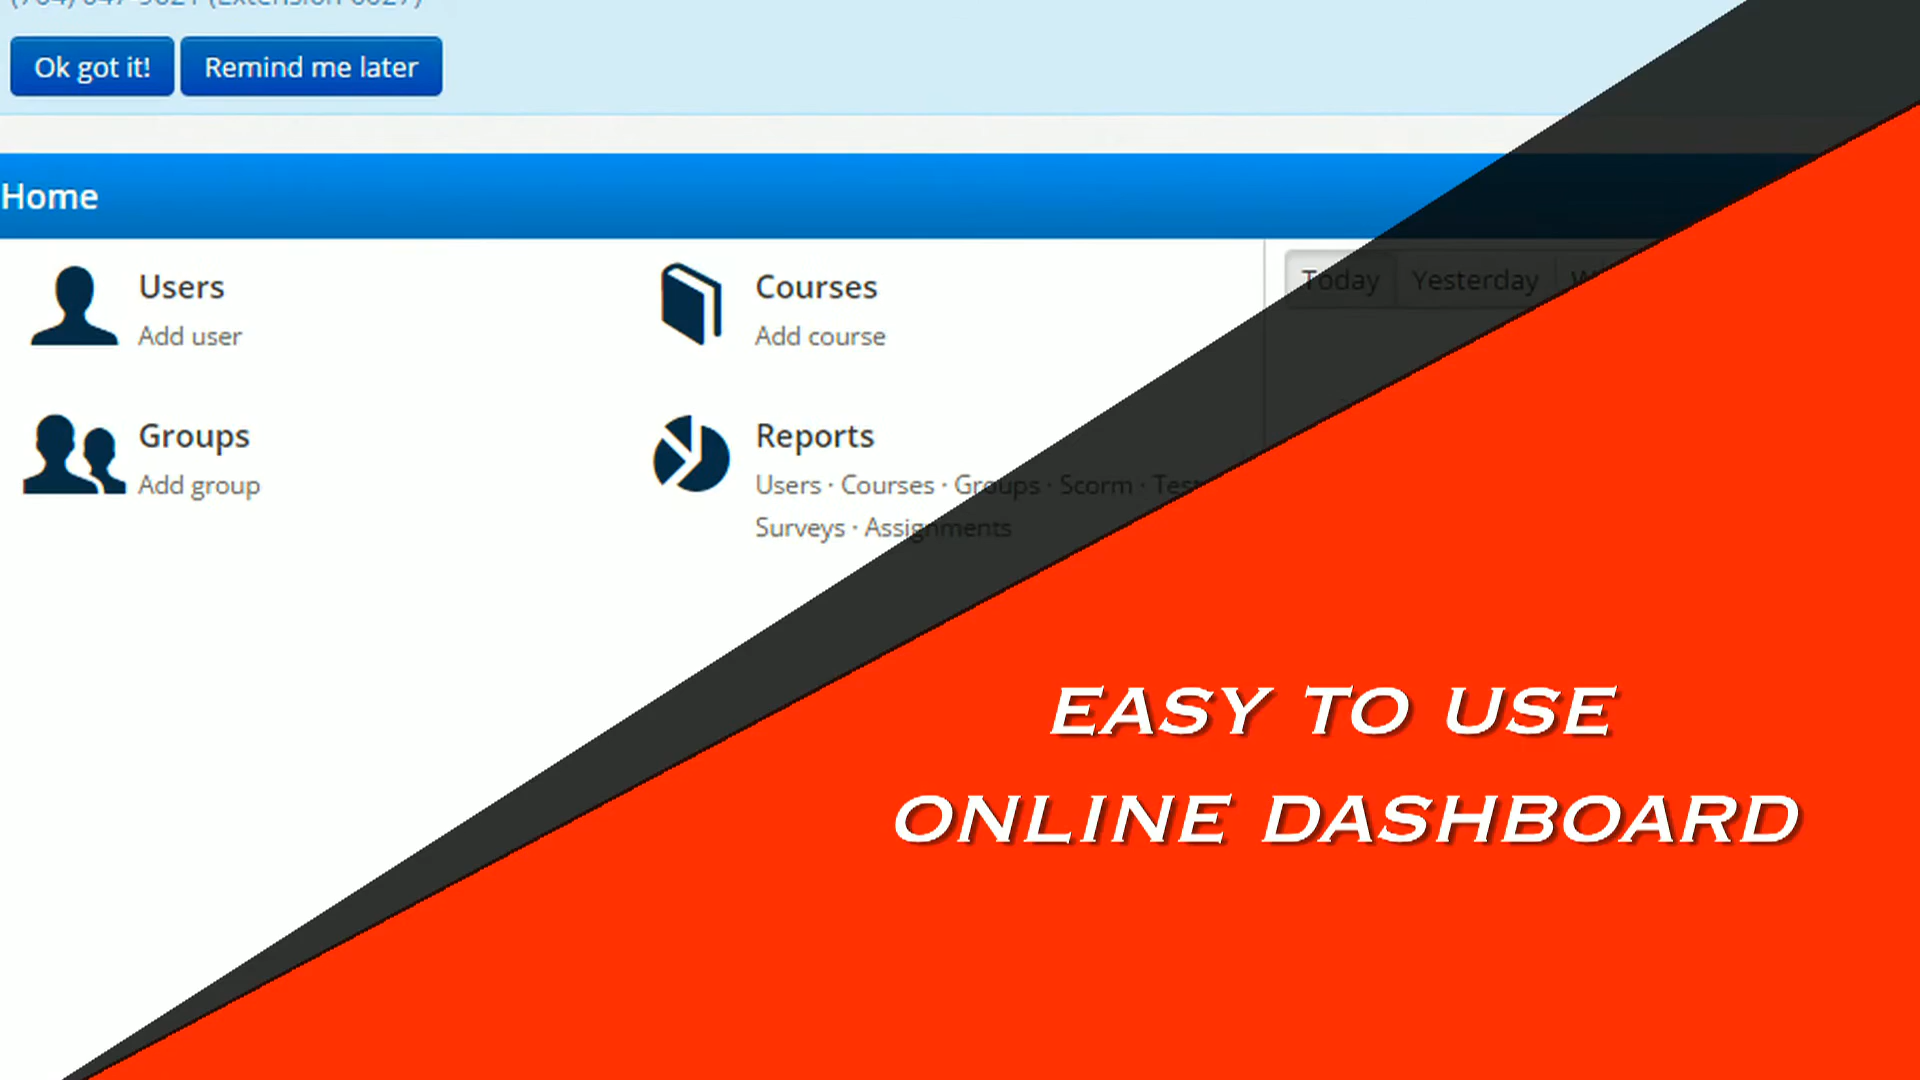 Ok got it! Remind me later
Home
Users
Add user
Courses
Add course
Today Yesterday
Groups
Add group
Reports
Users · Courses · Groups · Scorm · Test
Surveys · Assignments
EASY TO USE
ONLINE DASHBOARD